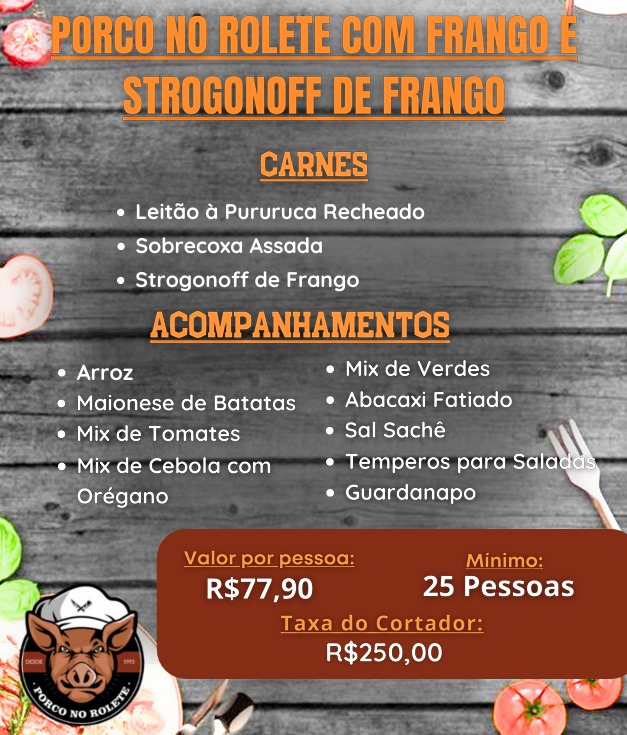 PORCO NO ROLETE COM FRANGO E
STROGONOFF DE FRANGO
CARNES
• Leitão à Pururuca Recheado
• Sobrecoxa Assada
• Strogonoff de Frango
ACOMPANHAMENTOS
• Arroz
• Maionese de Batatas
• Mix de Tomates
• Mix de Cebola com
Orégano
• Mix de Verdes
• Abacaxi Fatiado
• Sal Sachê
• Temperos para Saladas
• Guardanapo
Valor por pessoa:
R$77,90
Mínimo:
25 Pessoas
Taxa do Cortador:
R$250,00
DESDE 1993
PORCO NO ROLETE